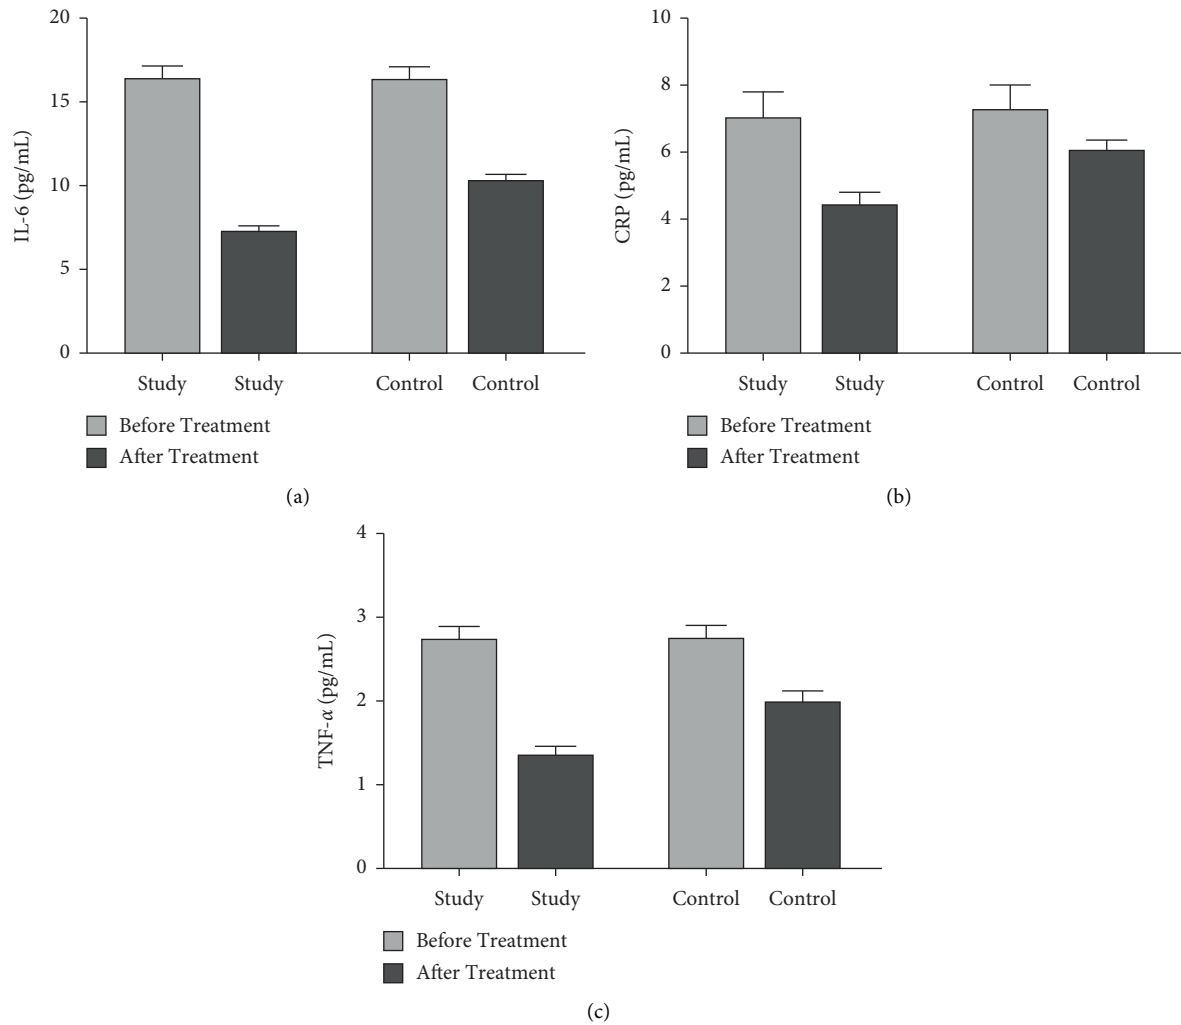 20
15
10
5
0
IL-6 (pg/mL)
Study Study Control Control
Before Treatment
After Treatment
(a)
10
8
6
4
2
0
CRP (pg/mL)
Study Study Control Control
Before Treatment
After Treatment
(b)
4
3
2
1
0
TNF-α (pg/mL)
Study Study Control Control
Before Treatment
After Treatment
(c)